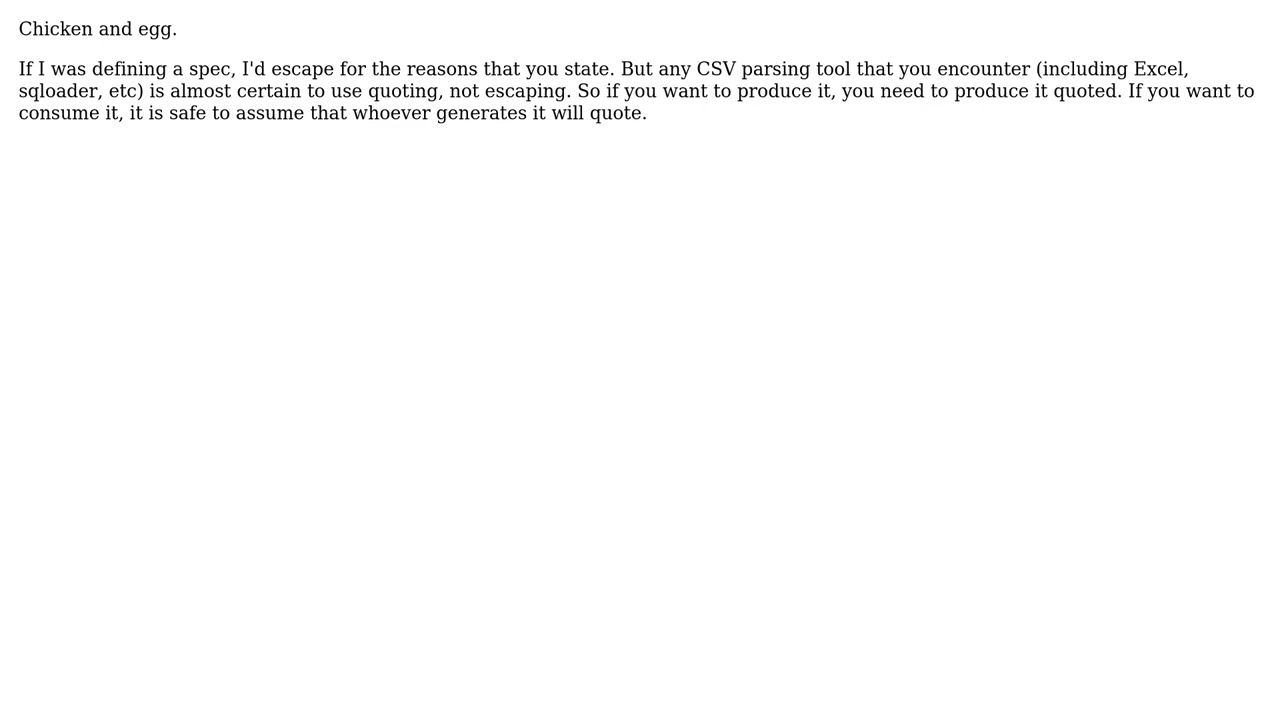 Chicken and egg.
If I was defining a spec, I'd escape for the reasons that you state. But any CSV parsing tool that you encounter (including Excel,
sqloader, etc) is almost certain to use quoting, not escaping. So if you want to produce it, you need to produce it quoted. If you want to
consume it, it is safe to assume that whoever generates it will quote.